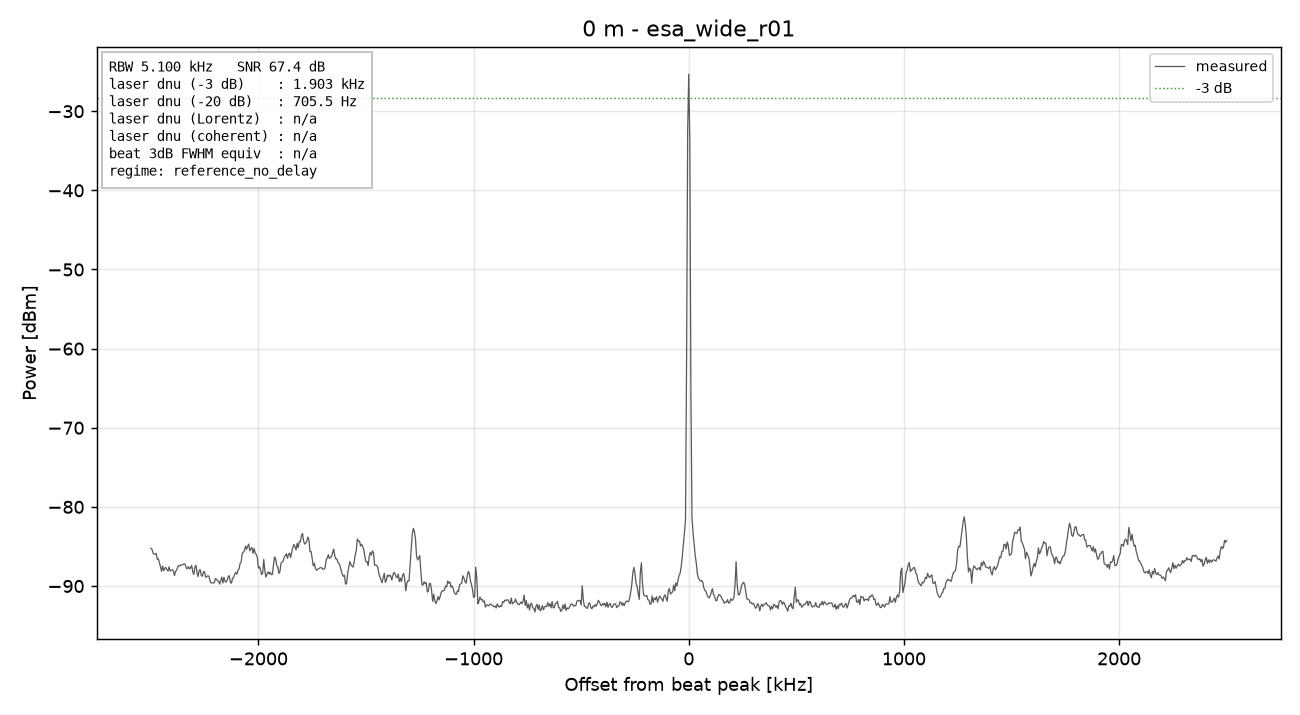 0 m - esa_wide_r01
RBW 5.100 kHz   SNR 67.4 dB
laser dnu (-3 dB)    : 1.903 kHz
laser dnu (-20 dB)   : 705.5 Hz
laser dnu (Lorentz)  : n/a
laser dnu (coherent) : n/a
beat 3dB FWHM equiv  : n/a
regime: reference_no_delay
measured
-3 dB
Power [dBm]
−30
−40
−50
−60
−70
−80
−90
−2000
−1000
0
1000
2000
Offset from beat peak [kHz]